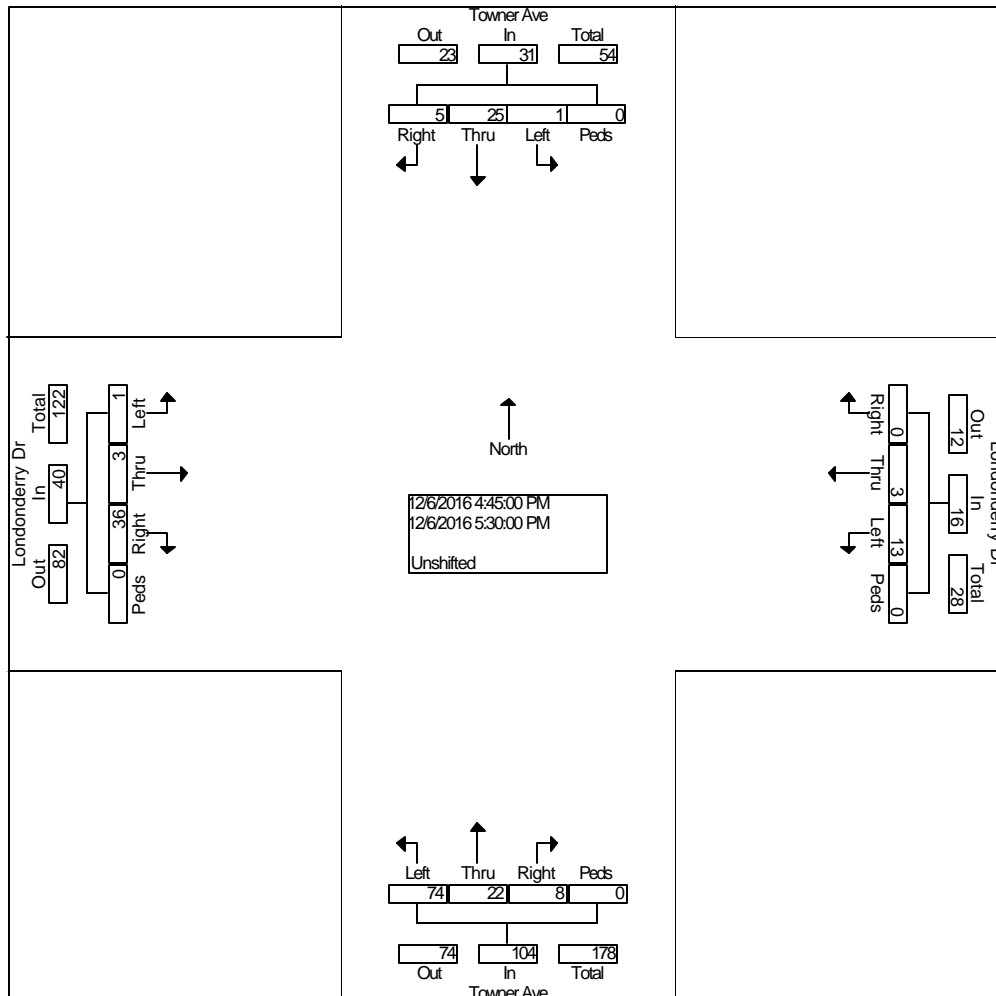 Towner Ave
Out In Total
23 31 54
5 25 1 0
Right Thru Left Peds
Londonderry Dr
Total In Out
122 40 82
1 3 36 0
Left Thru Right Peds
North
12/6/2016 4:45:00 PM
12/6/2016 5:30:00 PM
Unshifted
Right Thru Left Peds
0 3 13 0
12 16 28
Out In Total
Londonderry Dr
Left Thru Right Peds
74 22 8 0
74 104 178
Out In Total
Towner Ave